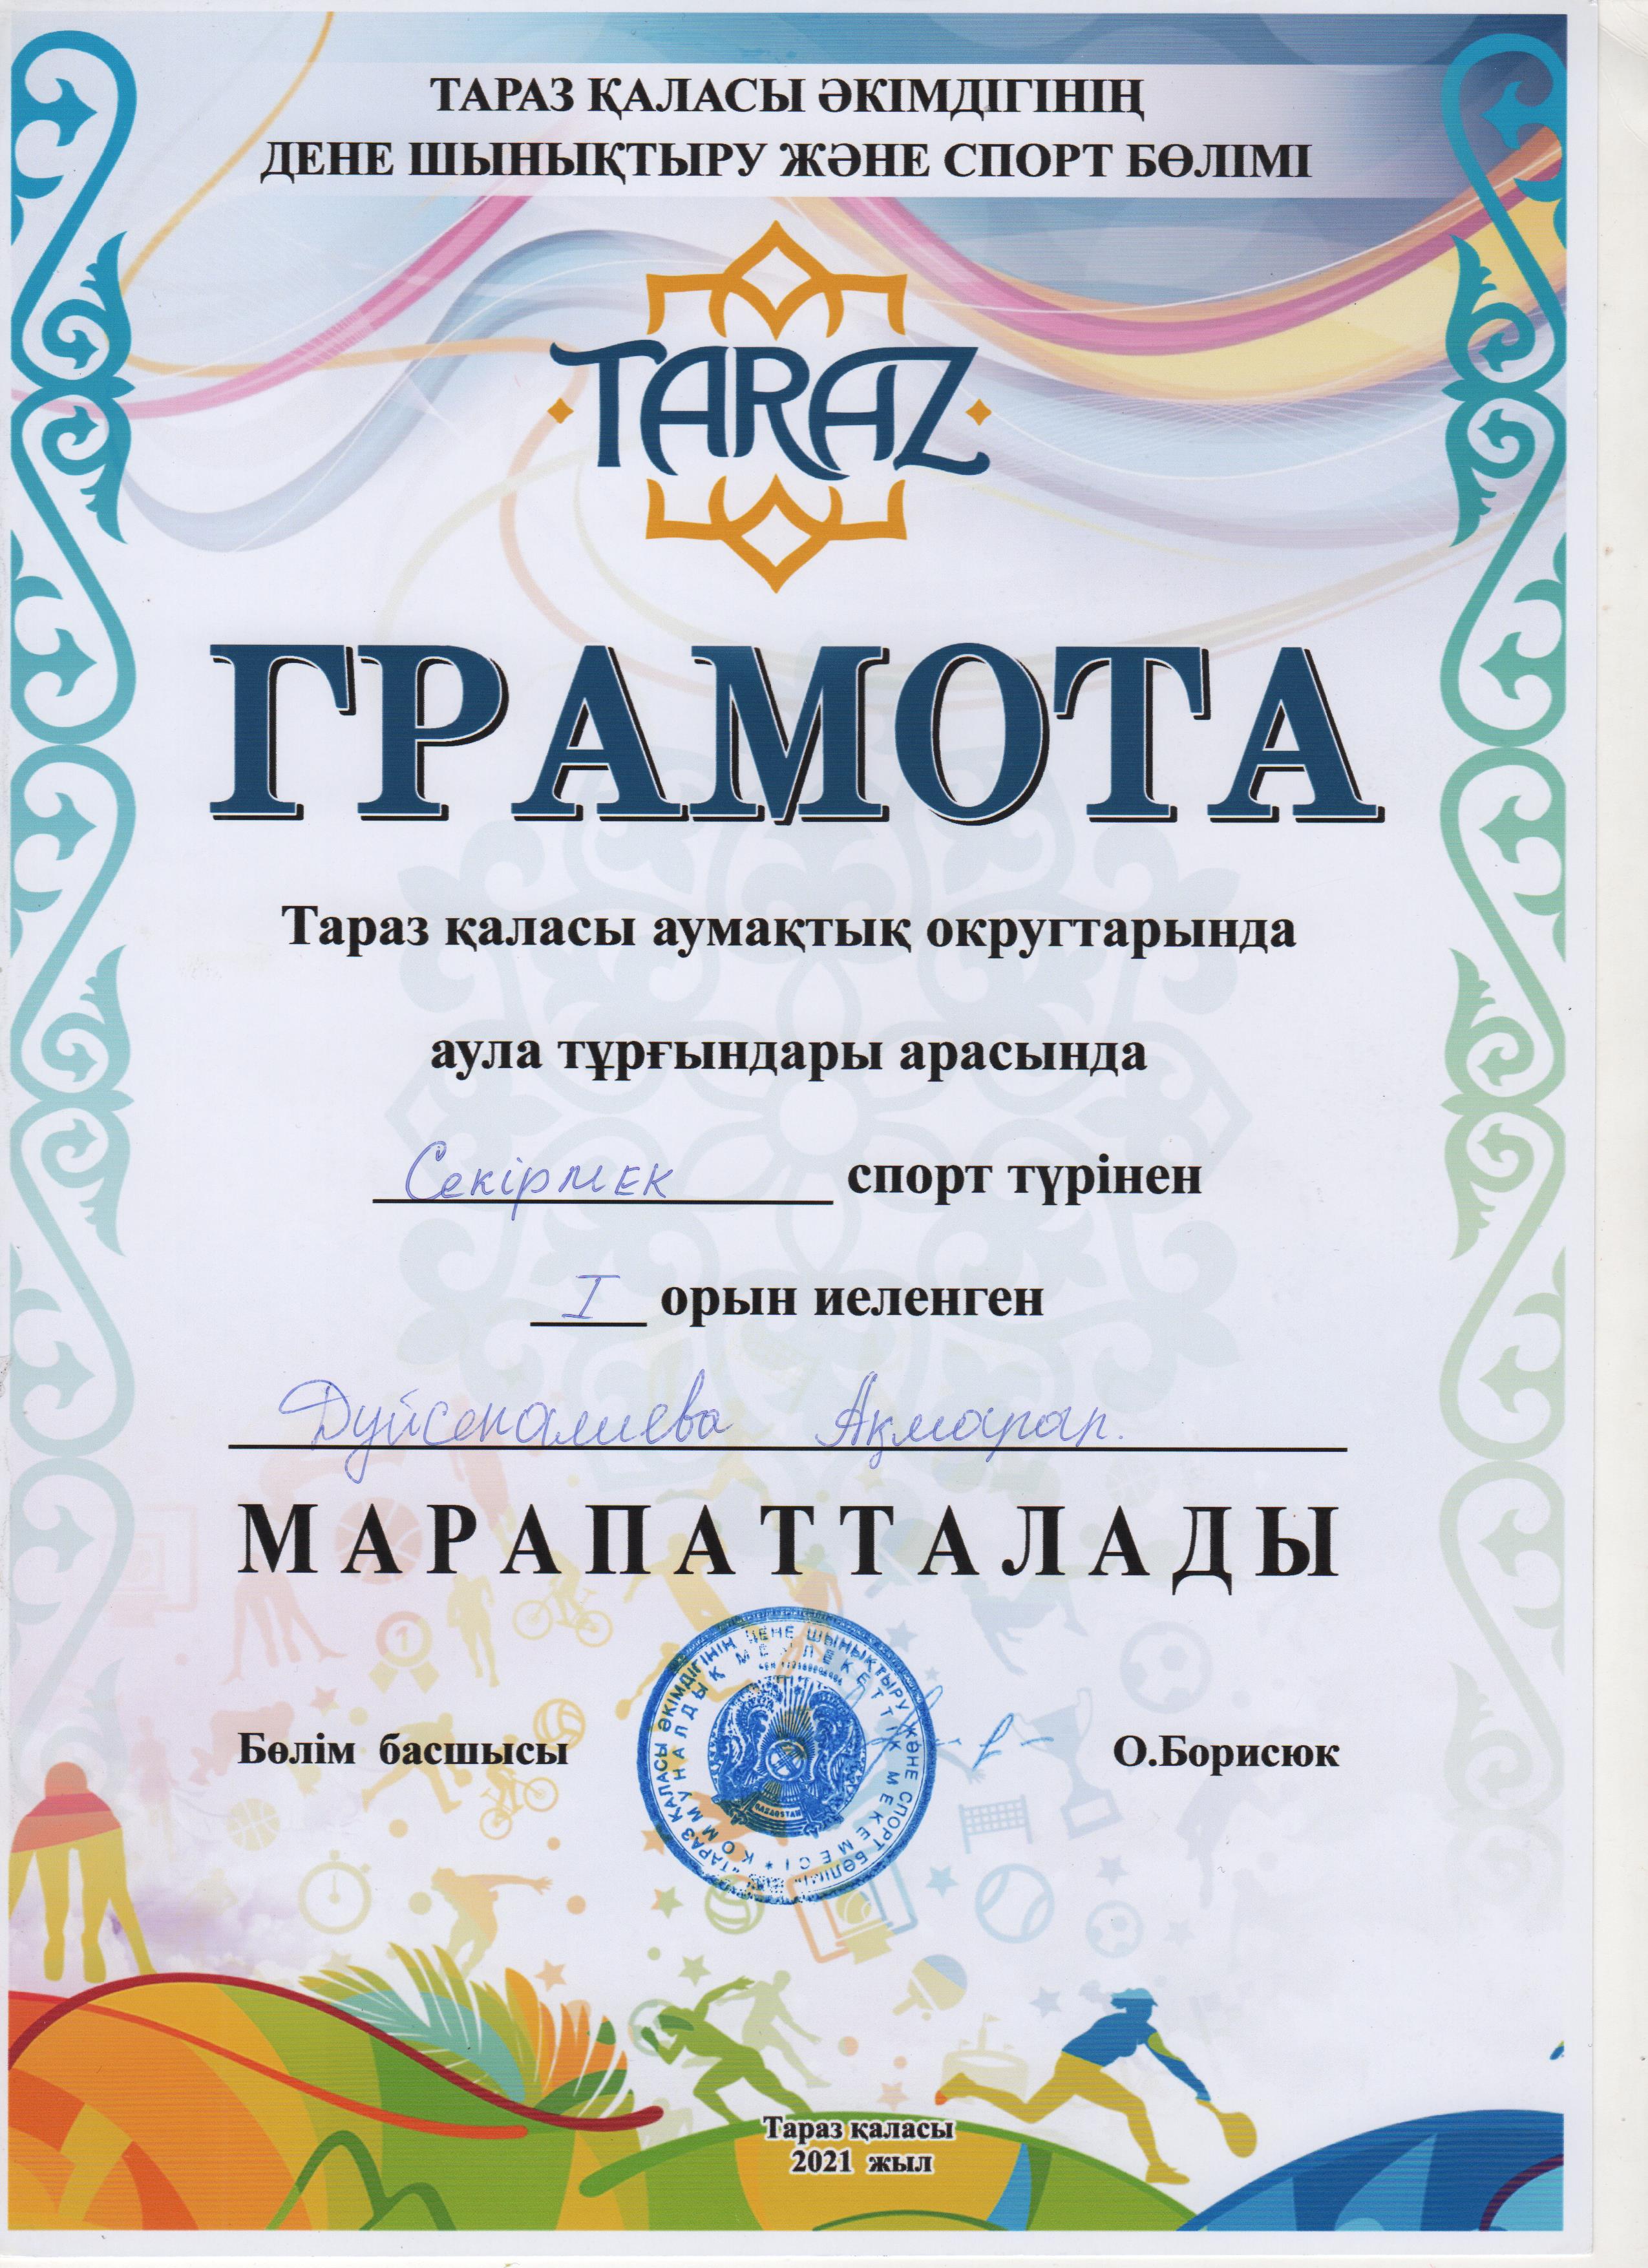 ТАРАЗ ҚАЛАСЫ ӘКІМДІГІНІҢ
ДЕНЕ ШЫНЫҚТЫРУ ЖӘНЕ СПОРТ БӨЛІМІ
TARAZ
ГРАМОТА
Тараз қаласы аумақтық округтарында
аула тұрғындары арасында
Секірмек спорт түрінен
I орын иеленген
Дуйсеналиева Ақмарар.
МАРАПАТТАЛАДЫ
Бөлім басшысы О.Борисюк
"ТАРАЗ ҚАЛАСЫ ӘКІМДІГІНІҢ ДЕНЕ ШЫНЫҚТЫРУ ЖӘНЕ СПОРТ БӨЛІМІ"
КОММУНАЛДЫҚ МЕМЛЕКЕТТІК МЕКЕМЕСІ
Тараз қаласы
2021 жыл